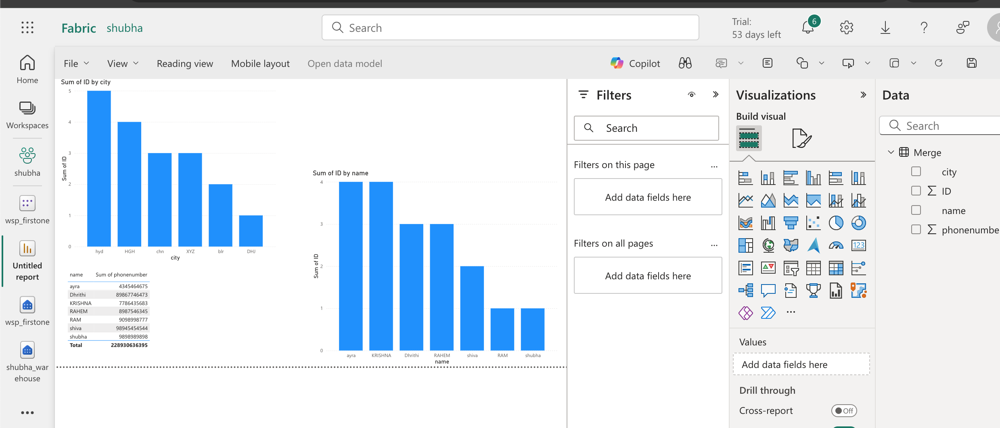 Fabric shubha
Search
Trial:
53 days left
6
File View Reading view Mobile layout Open data model
Copilot
Home
Workspaces
shubha
wsp_firstone
Untitled
report
wsp_firstone
shubha_war
ehouse
Sum of ID by city
Sum of ID
5
4
3
2
1
0
hyd HGH chn XYZ blr DHJ
city
name Sum of phonenumber
ayra 4345464675
Dhrithi 89867746473
KRISHNA 7786435683
RAHEM 8987546345
RAM 9098998777
shiva 98945454544
shubha 9898989898
Total 228930636395
Sum of ID by name
Sum of ID
4
3
2
1
0
ayra KRISHNA Dhrithi RAHEM shiva RAM shubha
name
Filters
Search
Filters on this page ...
Add data fields here
Filters on all pages ...
Add data fields here
Visualizations
Build visual
123
Values
Add data fields here
Drill through
Cross-report Off
Data
Search
Merge
city
ID
name
phonenumbe